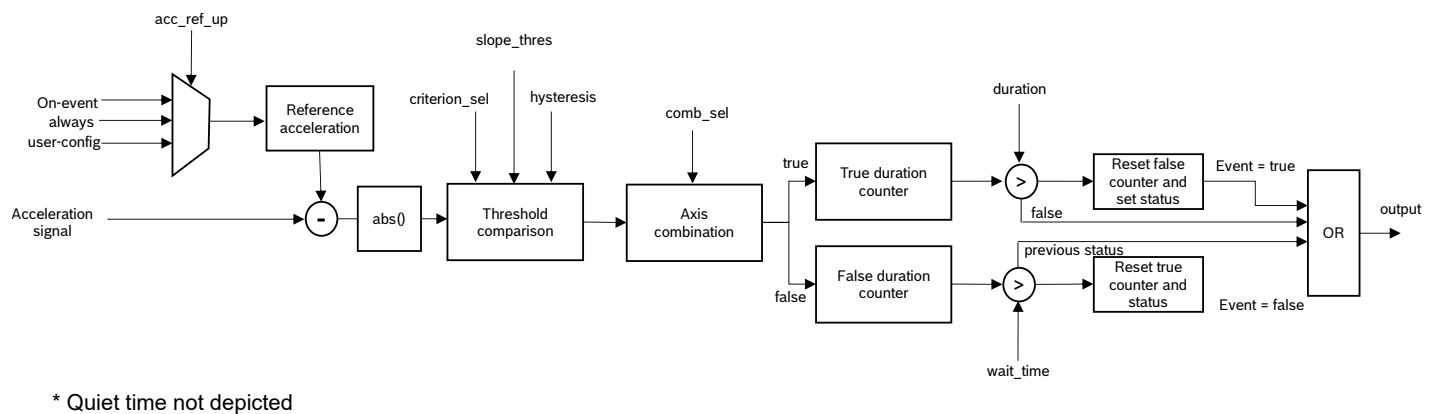 acc_ref_up
On-event
always
user-config
Reference
acceleration
Acceleration
signal
-
abs()
slope_thres
criterion_sel
hysteresis
Threshold
comparison
comb_sel
Axis
combination
true
false
True duration
counter
False duration
counter
duration
>
false
Reset false
counter and
set status
Event = true
previous status
>
wait_time
Reset true
counter and
status
Event = false
OR
output
* Quiet time not depicted